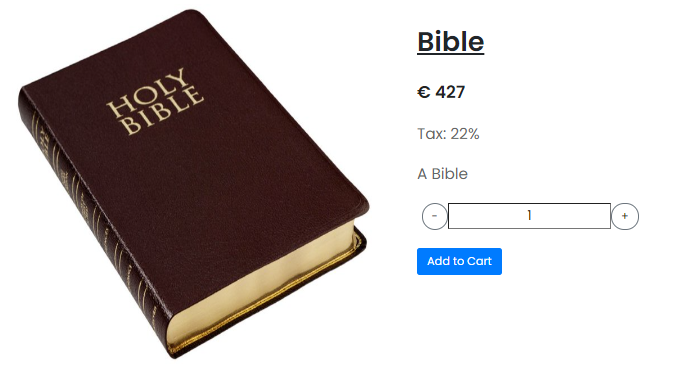 HOLY
BIBLE
Bible
€ 427
Tax: 22%
A Bible
- 1 +
Add to Cart